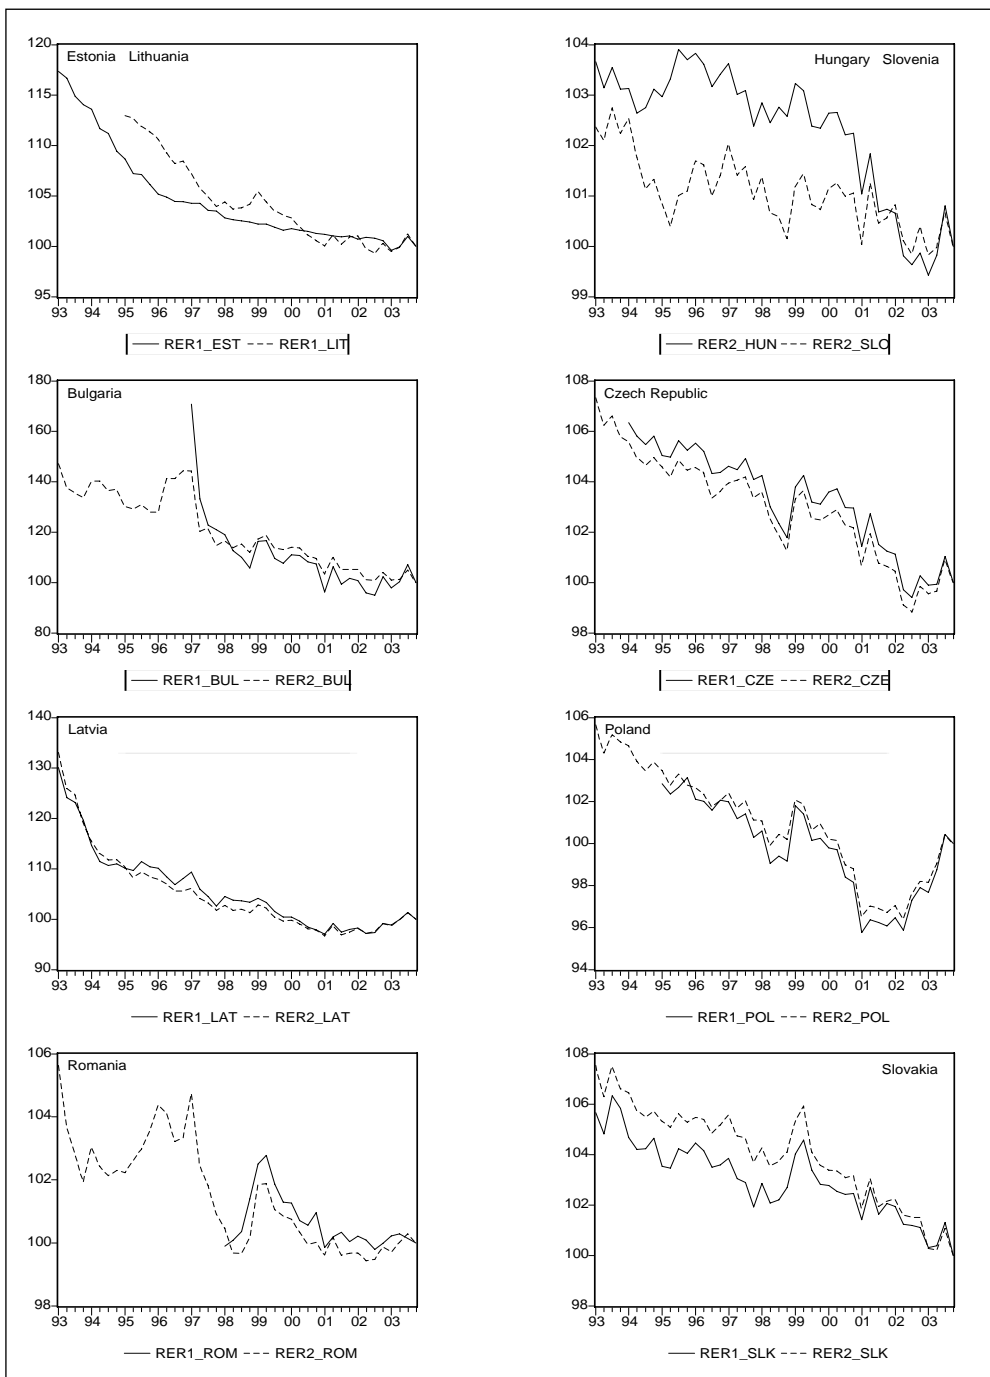 120
115
110
105
100
95
Estonia Lithuania
93 94 95 96 97 98 99 00 01 02 03
RER1_EST RER1_LIT
104
103
102
101
100
99
Hungary Slovenia
93 94 95 96 97 98 99 00 01 02 03
RER2_HUN RER2_SLO
180
160
140
120
100
80
Bulgaria
93 94 95 96 97 98 99 00 01 02 03
RER1_BUL RER2_BUL
108
106
104
102
100
98
Czech Republic
93 94 95 96 97 98 99 00 01 02 03
RER1_CZE RER2_CZE
140
130
120
110
100
90
Latvia
93 94 95 96 97 98 99 00 01 02 03
RER1_LAT RER2_LAT
106
104
102
100
98
96
94
Poland
93 94 95 96 97 98 99 00 01 02 03
RER1_POL RER2_POL
106
104
102
100
98
Romania
93 94 95 96 97 98 99 00 01 02 03
RER1_ROM RER2_ROM
108
106
104
102
100
98
Slovakia
93 94 95 96 97 98 99 00 01 02 03
RER1_SLK RER2_SLK